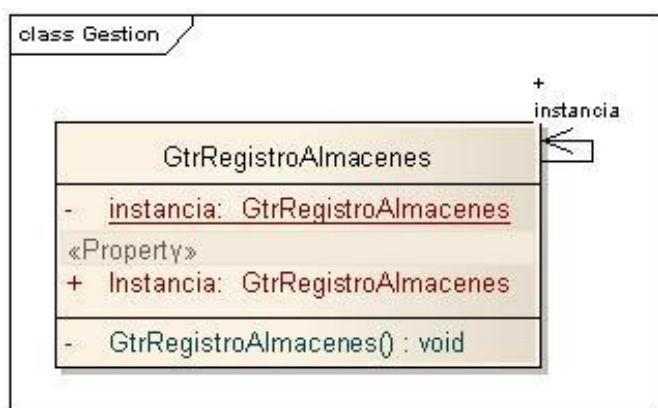 class Gestion
+
instancia
GtrRegistroAlmacenes
- instancia: GtrRegistroAlmacenes
«Property»
+ Instancia: GtrRegistroAlmacenes
- GtrRegistroAlmacenes() : void